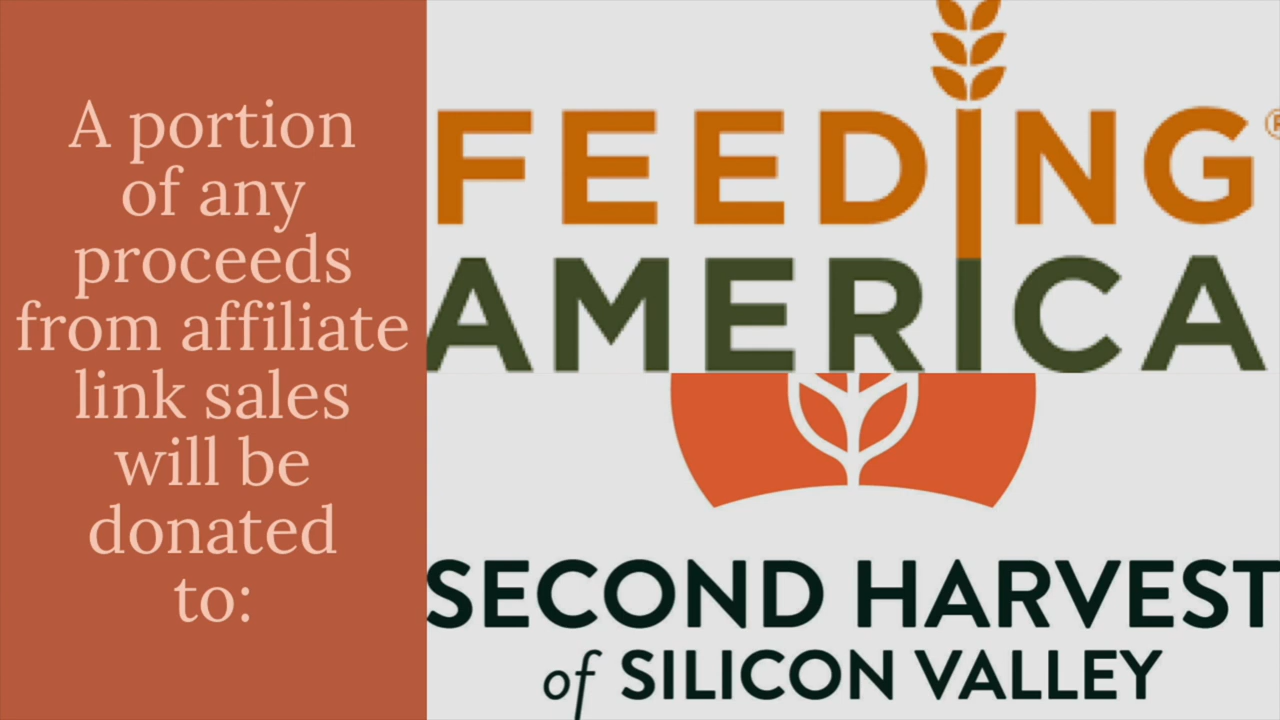 A portion
of any
proceeds
from affiliate
link sales
will be
donated
to:
FEEDING®
AMERICA
SECOND HARVEST
of SILICON VALLEY